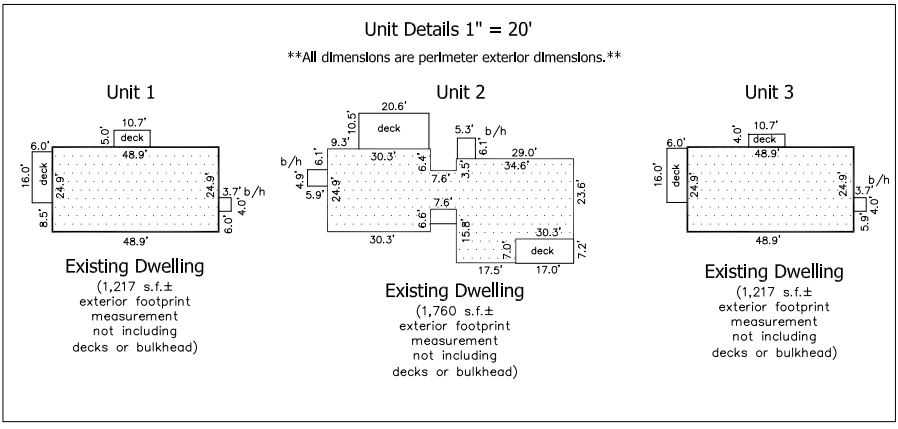 Unit Details 1" = 20'
**All dimensions are perimeter exterior dimensions.**
Unit 1
10.7'
5.0'
deck
6.0'
48.9'
16.0'
deck
24.9'
24.9'
3.7' b/h
4.0'
8.5'
6.0'
48.9'
Existing Dwelling
(1,217 s.f.±
exterior footprint
measurement
not including
decks or bulkhead)
Unit 2
20.6'
10.5'
deck
5.3'
b/h
6.1'
9.3'
30.3'
6.4'
29.0'
34.6'
3.5'
7.6'
b/h
6.1'
4.9'
5.9'
24.9'
23.6'
7.6'
6.6'
15.8'
30.3'
30.3'
7.0'
deck
7.2'
17.5'
17.0'
Existing Dwelling
(1,760 s.f.±
exterior footprint
measurement
not including
decks or bulkhead)
Unit 3
10.7'
4.0'
deck
6.0'
48.9'
16.0'
deck
24.9'
24.9'
b/h
3.7'
4.0'
5.9'
48.9'
Existing Dwelling
(1,217 s.f.±
exterior footprint
measurement
not including
decks or bulkhead)